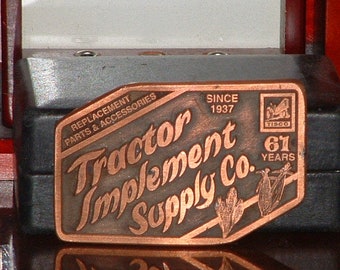 REPLACEMENT
PARTS & ACCESSORIES
SINCE
1937
TISCO
61
YEARS
Tractor
Implement
Supply Co.